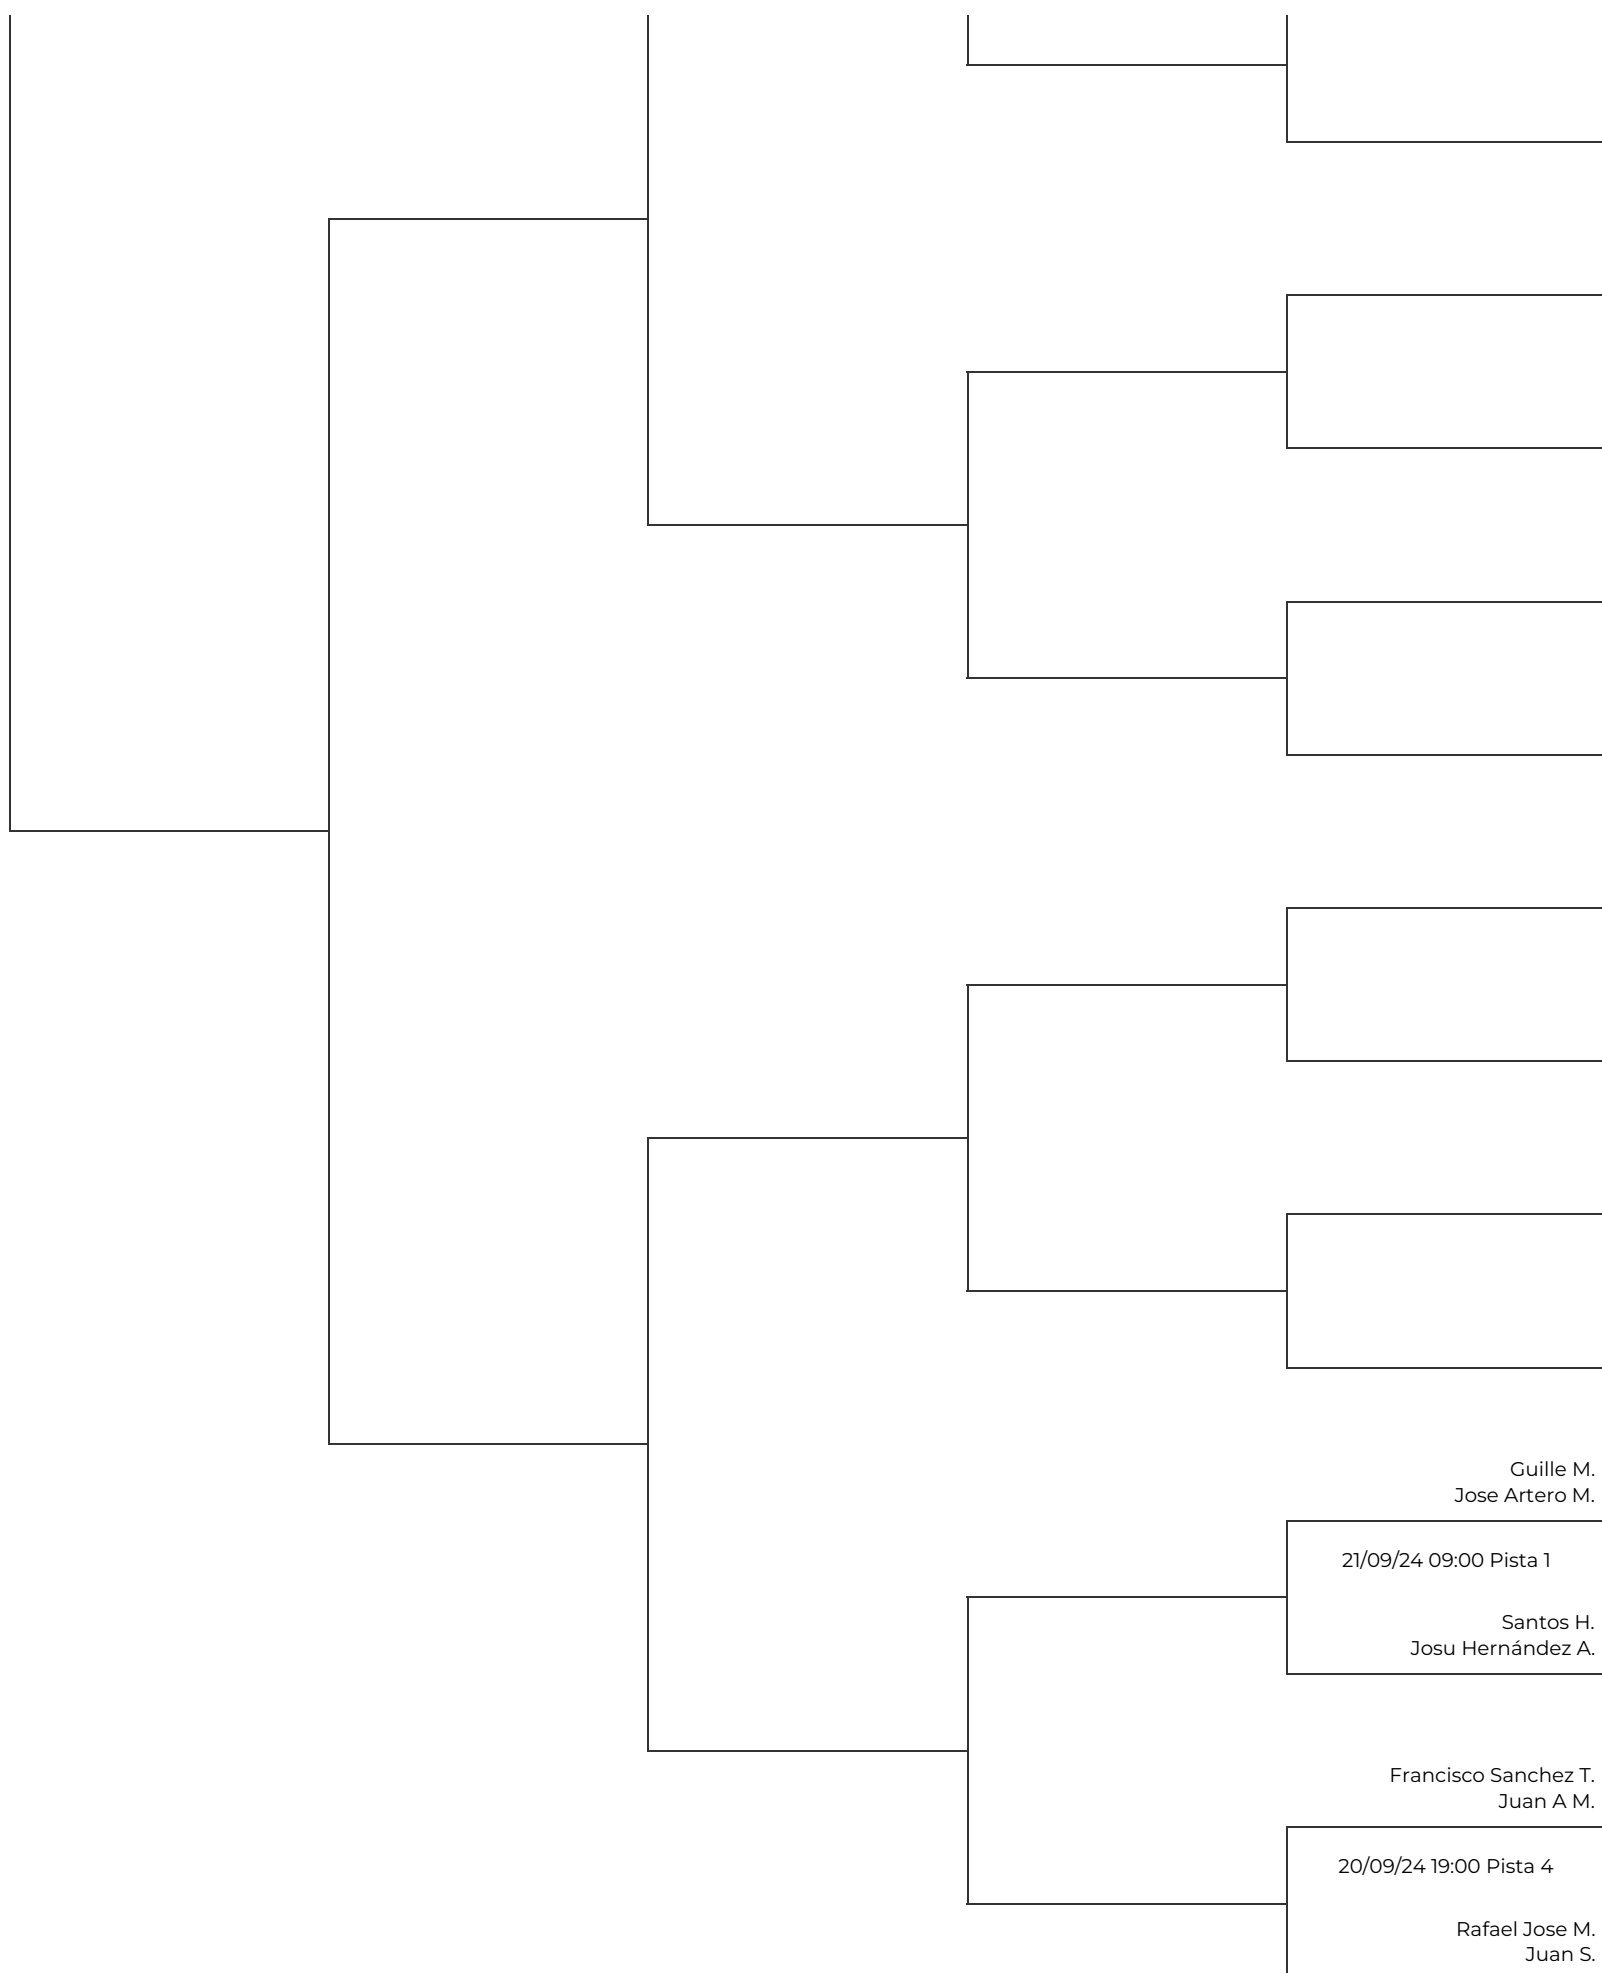 Guille M.
Jose Artero M.
21/09/24 09:00 Pista 1
Santos H.
Josu Hernández A.
Francisco Sanchez T.
Juan A M.
20/09/24 19:00 Pista 4
Rafael Jose M.
Juan S.